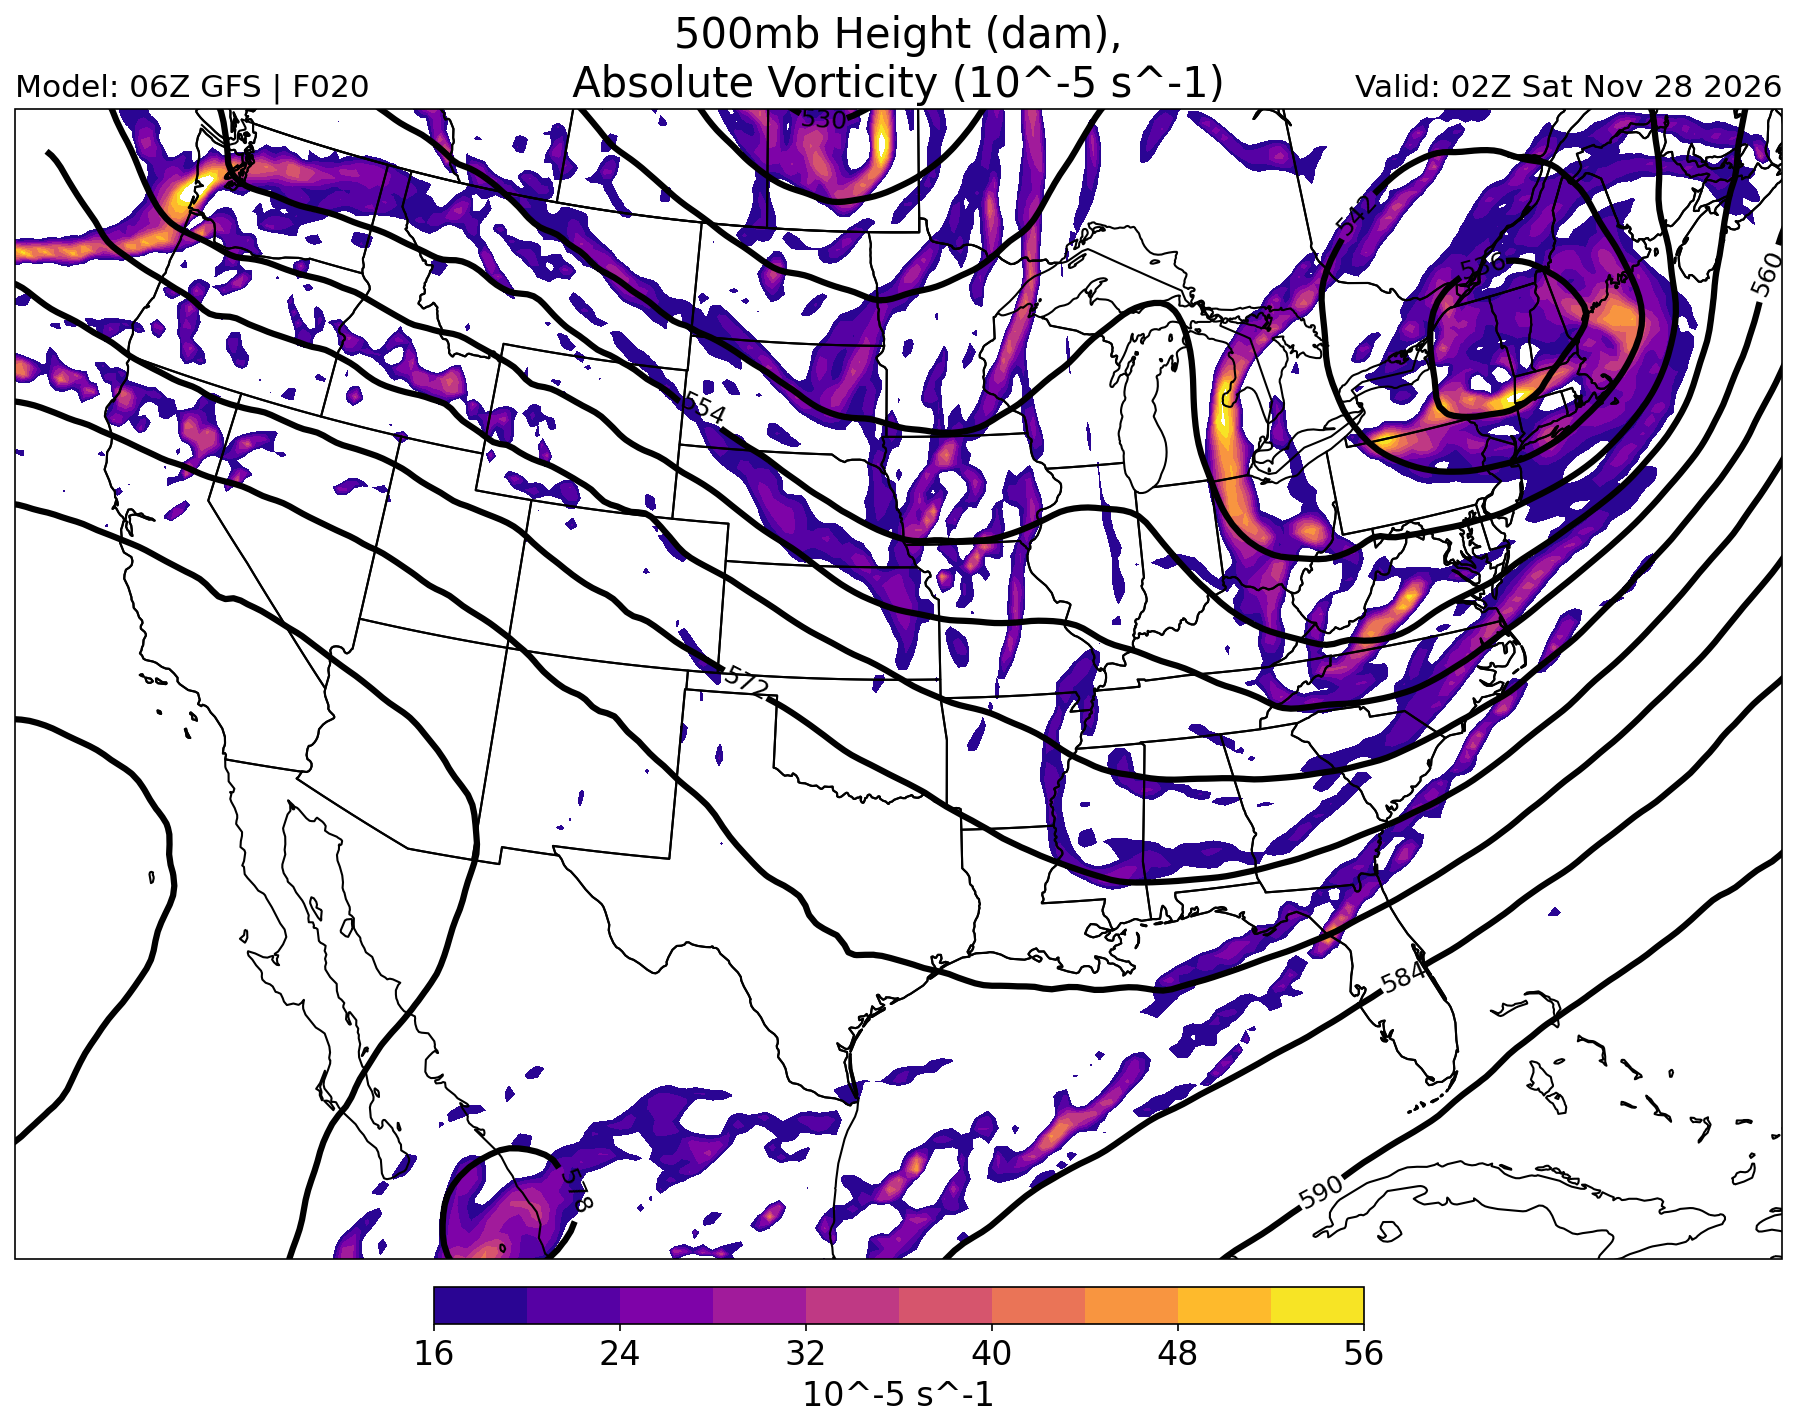 500mb Height (dam),
Absolute Vorticity (10^-5 s^-1)
Model: 06Z GFS | F020
Valid: 02Z Sat Nov 28 2026
530
542
536
560
554
572
584
578
590
16 24 32 40 48 56
10^-5 s^-1